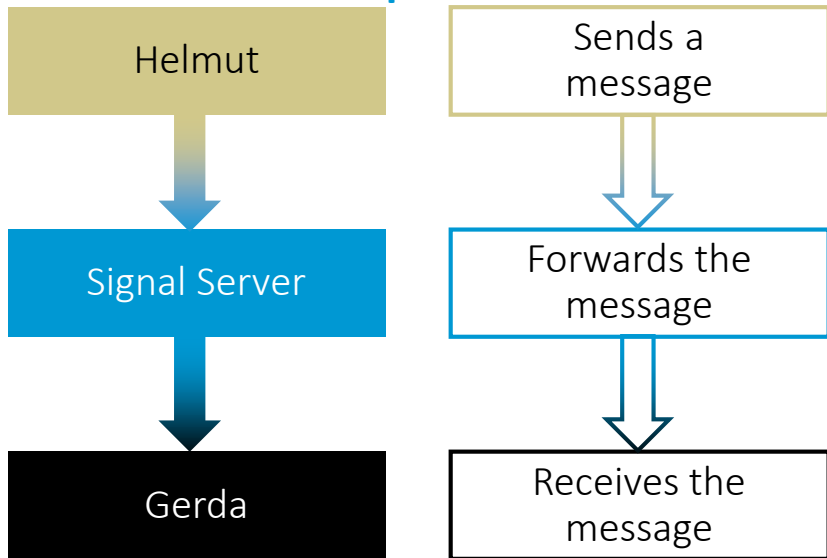 Helmut
Sends a
message
Signal Server
Forwards the
message
Gerda
Receives the
message